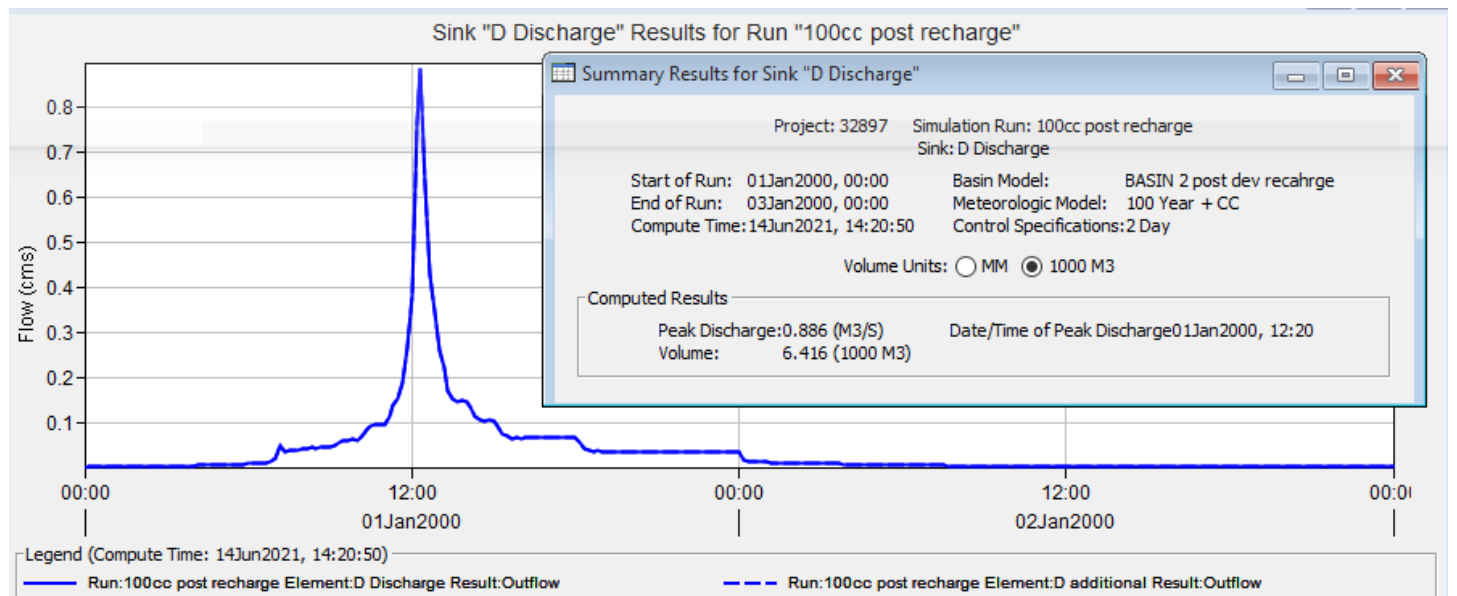 Sink "D Discharge" Results for Run "100cc post recharge"
Summary Results for Sink "D Discharge"
Project: 32897 Simulation Run: 100cc post recharge
Sink: D Discharge
Start of Run: 01Jan2000, 00:00 Basin Model: BASIN 2 post dev recahrge
End of Run: 03Jan2000, 00:00 Meteorologic Model: 100 Year + CC
Compute Time:14Jun2021, 14:20:50 Control Specifications:2 Day
Volume Units: MM 1000 M3
Computed Results
Peak Discharge:0.886 (M3/S) Date/Time of Peak Discharge01Jan2000, 12:20
Volume: 6.416 (1000 M3)
Flow (cms)
0.8
0.7
0.6
0.5
0.4
0.3
0.2
0.1
00:00 12:00 00:00 12:00 00:0
01Jan2000 02Jan2000
Legend (Compute Time: 14Jun2021, 14:20:50)
Run:100cc post recharge Element:D Discharge Result:Outflow Run:100cc post recharge Element:D additional Result:Outflow